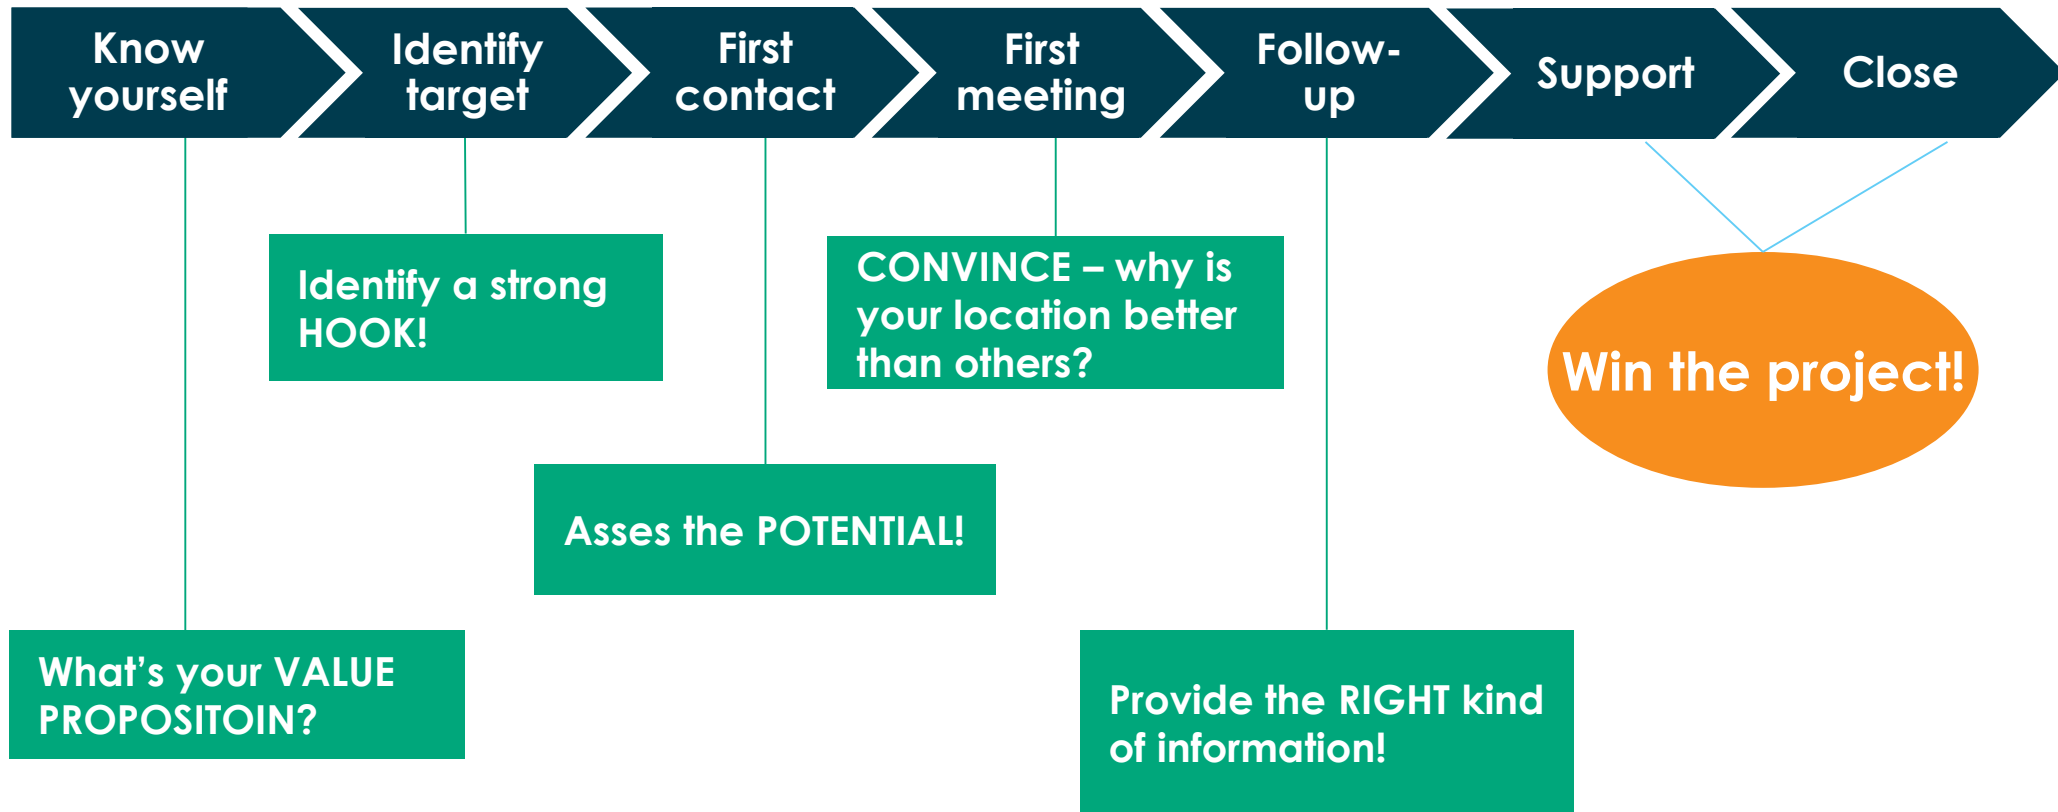 Know
yourself
Identify
target
First
contact
First
meeting
Follow-
up
Support
Close
Identify a strong
HOOK!
CONVINCE – why is
your location better
than others?
Win the project!
Asses the POTENTIAL!
What's your VALUE
PROPOSITOIN?
Provide the RIGHT kind
of information!